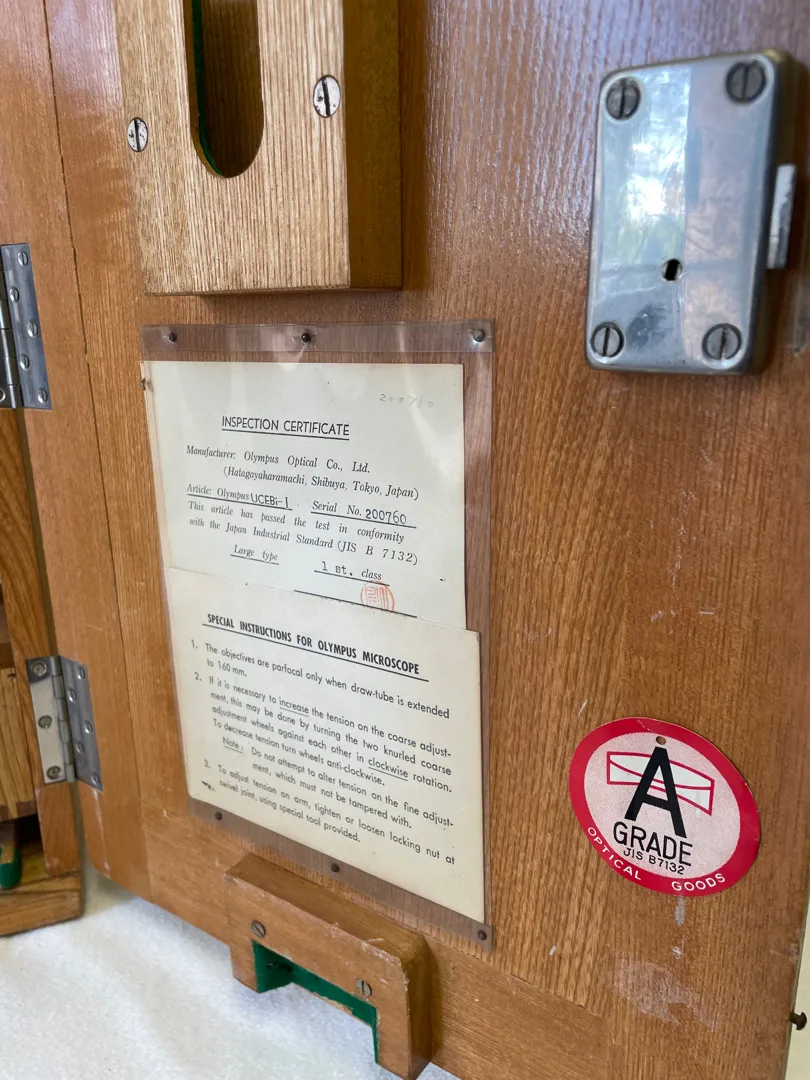 200760
INSPECTION CERTIFICATE
Manufacturer: Olympus Optical Co., Ltd.
(Hatagayaharamachi, Shibuya, Tokyo, Japan)
Article: Olympus UCEBi-1 Serial No. 200760
This article has passed the test in conformity
with the Japan Industrial Standard (JIS B 7132)
Large type 1 st. class
SPECIAL INSTRUCTIONS FOR OLYMPUS MICROSCOPE
1. The objectives are parfocal only when draw-tube is extended
to 160 mm.
2. If it is necessary to increase the tension on the coarse adjust-
ment, this may be done by turning the two knurled coarse
adjustment wheels against each other in clockwise rotation.
To decrease tension turn wheels anti-clockwise.
Note: Do not attempt to alter tension on the fine adjust-
ment, which must not be tampered with.
3. To adjust tension on arm, tighten or loosen locking nut at
swivel joint, using special tool provided.
A
GRADE
JIS B7132
OPTICAL GOODS